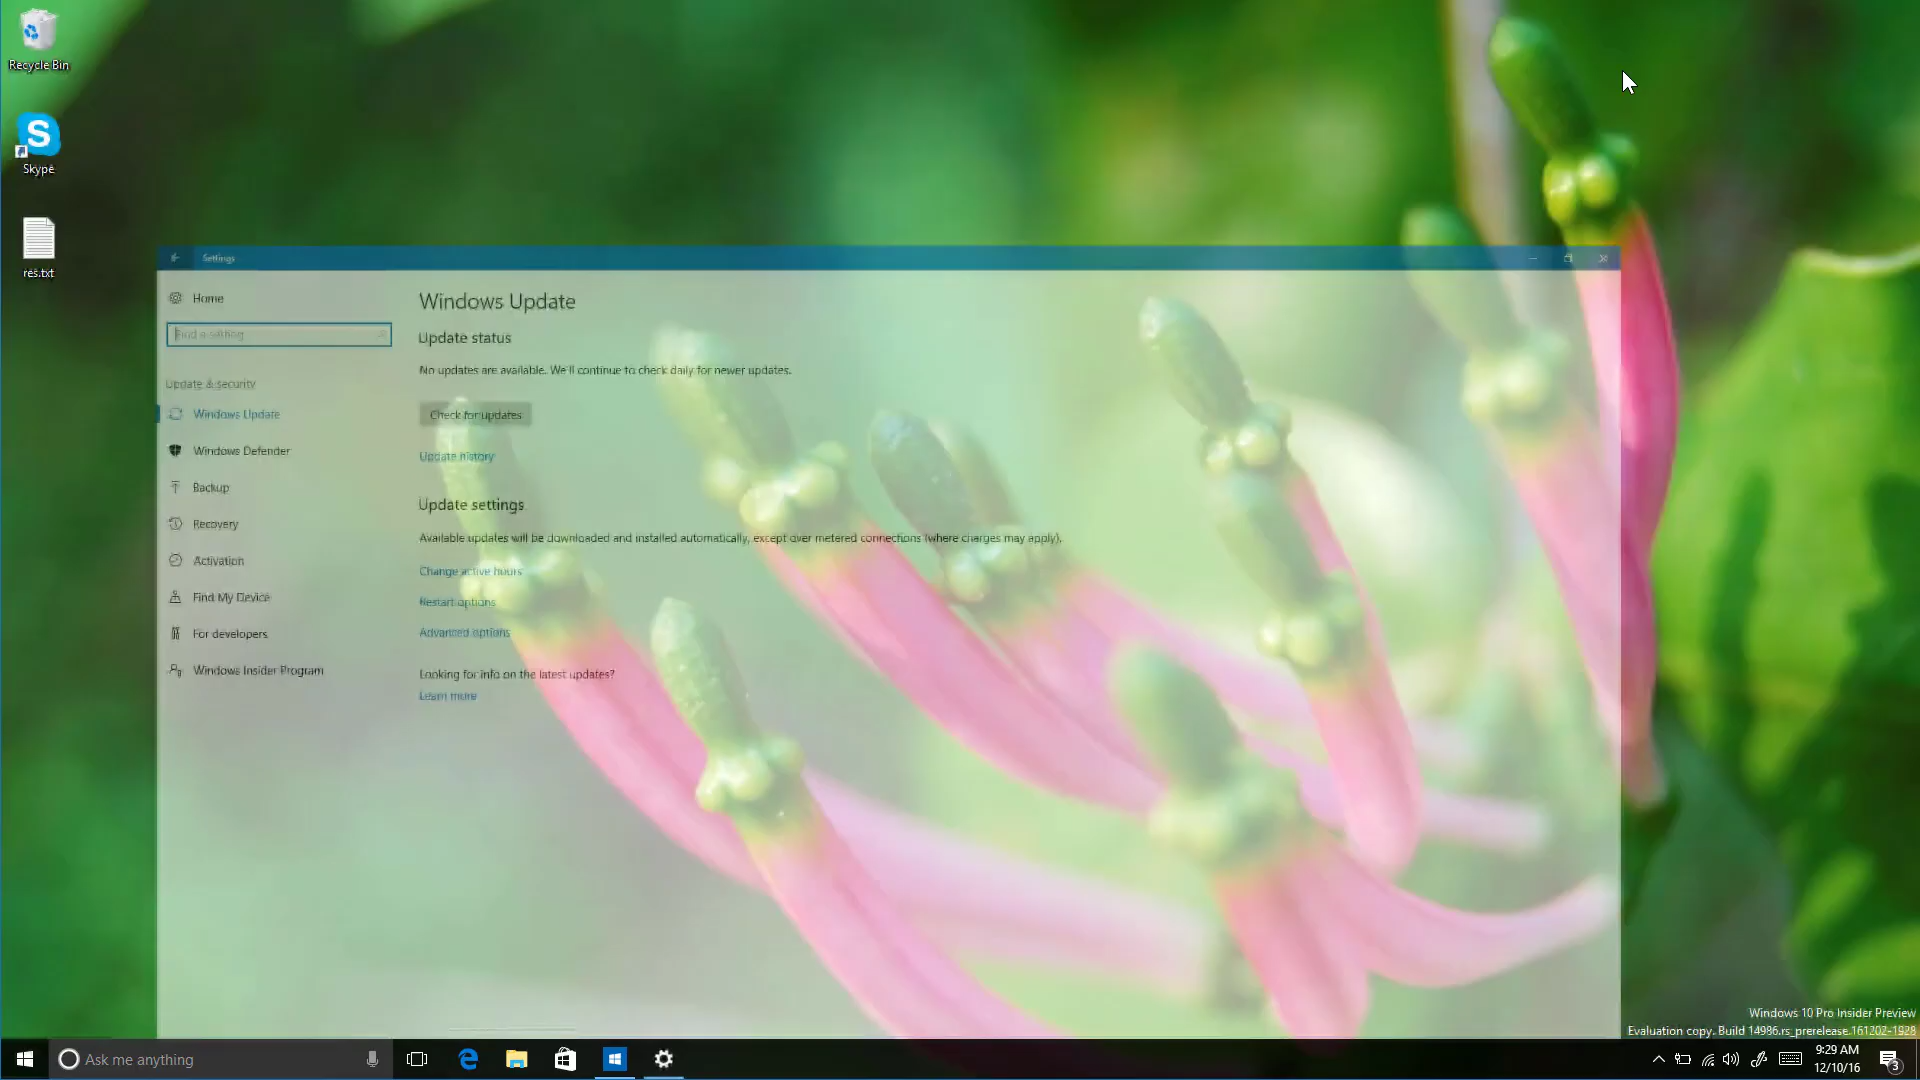 Recycle Bin
Skype
res.txt
Settings
Home
Find a setting
Update & security
Windows Update
Windows Defender
Backup
Recovery
Activation
Find My Device
For developers
Windows Insider Program
Windows Update
Update status
No updates are available. We'll continue to check daily for newer updates.
Check for updates
Update history
Update settings
Available updates will be downloaded and installed automatically, except over metered connections (where charges may apply).
Change active hours
Restart options
Advanced options
Looking for info on the latest updates?
Learn more
Windows 10 Pro Insider Preview
Evaluation copy. Build 14986.rs_prerelease.161202-1928
Ask me anything
9:29 AM
12/10/16
3